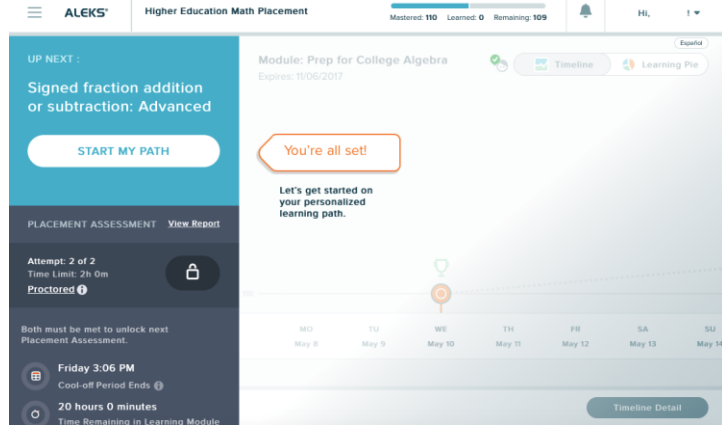 ALEKS®
Higher Education Math Placement
Mastered: 110 Learned: 0 Remaining: 109
Hi, !
Español
UP NEXT :
Signed fraction addition
or subtraction: Advanced
START MY PATH
Module: Prep for College Algebra
Expires: 11/06/2017
Timeline
Learning Pie
You're all set!
Let's get started on
your personalized
learning path.
PLACEMENT ASSESSMENT View Report
Attempt: 2 of 2
Time Limit: 2h 0m
Proctored
Both must be met to unlock next
Placement Assessment.
Friday 3:06 PM
Cool-off Period Ends
20 hours 0 minutes
Time Remaining in Learning Module
MO TU WE TH FR SA SU
May 8 May 9 May 10 May 11 May 12 May 13 May 14
Timeline Detail